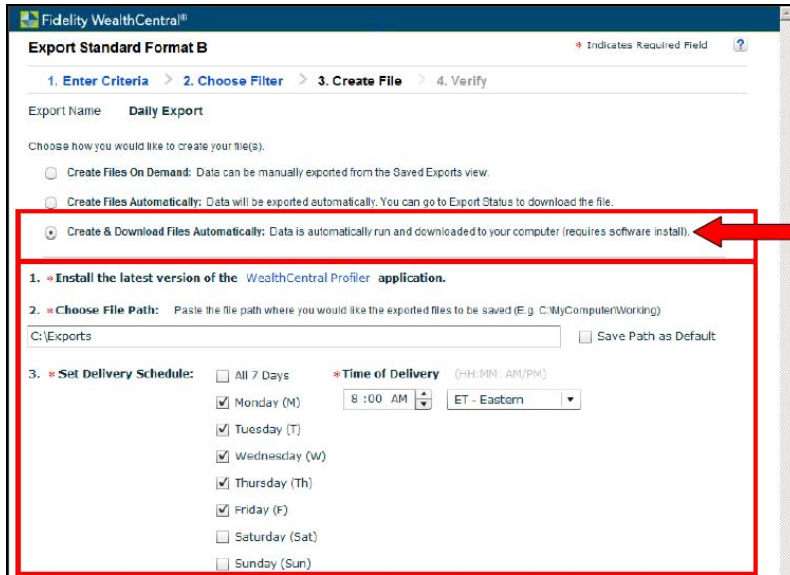 Fidelity WealthCentral®
Export Standard Format B * Indicates Required Field ?
1. Enter Criteria > 2. Choose Filter > 3. Create File > 4. Verify
Export Name Daily Export
Choose how you would like to create your file(s).
Create Files On Demand: Data can be manually exported from the Saved Exports view.
Create Files Automatically: Data will be exported automatically. You can go to Export Status to download the file.
Create & Download Files Automatically: Data is automatically run and downloaded to your computer (requires software install).
1. *Install the latest version of the WealthCentral Profiler application.
2. *Choose File Path: Paste the file path where you would like the exported files to be saved (E.g. C:\MyComputer\Working)
C:\Exports Save Path as Default
3. *Set Delivery Schedule: All 7 Days *Time of Delivery (HH:MM: AM/PM)
Monday (M) 8 :00 AM ET - Eastern
Tuesday (T)
Wednesday (W)
Thursday (Th)
Friday (F)
Saturday (Sat)
Sunday (Sun)